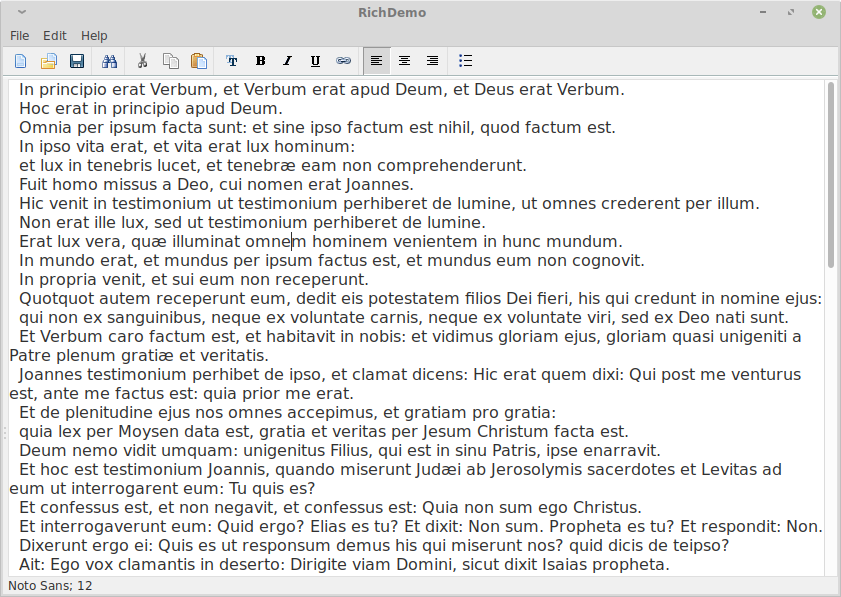 RichDemo
File Edit Help
T B I U
In principio erat Verbum, et Verbum erat apud Deum, et Deus erat Verbum.
Hoc erat in principio apud Deum.
Omnia per ipsum facta sunt: et sine ipso factum est nihil, quod factum est.
In ipso vita erat, et vita erat lux hominum:
et lux in tenebris lucet, et tenebræ eam non comprehenderunt.
Fuit homo missus a Deo, cui nomen erat Joannes.
Hic venit in testimonium ut testimonium perhiberet de lumine, ut omnes crederent per illum.
Non erat ille lux, sed ut testimonium perhiberet de lumine.
Erat lux vera, quæ illuminat omnem hominem venientem in hunc mundum.
In mundo erat, et mundus per ipsum factus est, et mundus eum non cognovit.
In propria venit, et sui eum non receperunt.
Quotquot autem receperunt eum, dedit eis potestatem filios Dei fieri, his qui credunt in nomine ejus:
qui non ex sanguinibus, neque ex voluntate carnis, neque ex voluntate viri, sed ex Deo nati sunt.
Et Verbum caro factum est, et habitavit in nobis: et vidimus gloriam ejus, gloriam quasi unigeniti a
Patre plenum gratiæ et veritatis.
Joannes testimonium perhibet de ipso, et clamat dicens: Hic erat quem dixi: Qui post me venturus
est, ante me factus est: quia prior me erat.
Et de plenitudine ejus nos omnes accepimus, et gratiam pro gratia:
quia lex per Moysen data est, gratia et veritas per Jesum Christum facta est.
Deum nemo vidit umquam: unigenitus Filius, qui est in sinu Patris, ipse enarravit.
Et hoc est testimonium Joannis, quando miserunt Judæi ab Jerosolymis sacerdotes et Levitas ad
eum ut interrogarent eum: Tu quis es?
Et confessus est, et non negavit, et confessus est: Quia non sum ego Christus.
Et interrogaverunt eum: Quid ergo? Elias es tu? Et dixit: Non sum. Propheta es tu? Et respondit: Non.
Dixerunt ergo ei: Quis es ut responsum demus his qui miserunt nos? quid dicis de teipso?
Ait: Ego vox clamantis in deserto: Dirigite viam Domini, sicut dixit Isaias propheta.
Noto Sans; 12